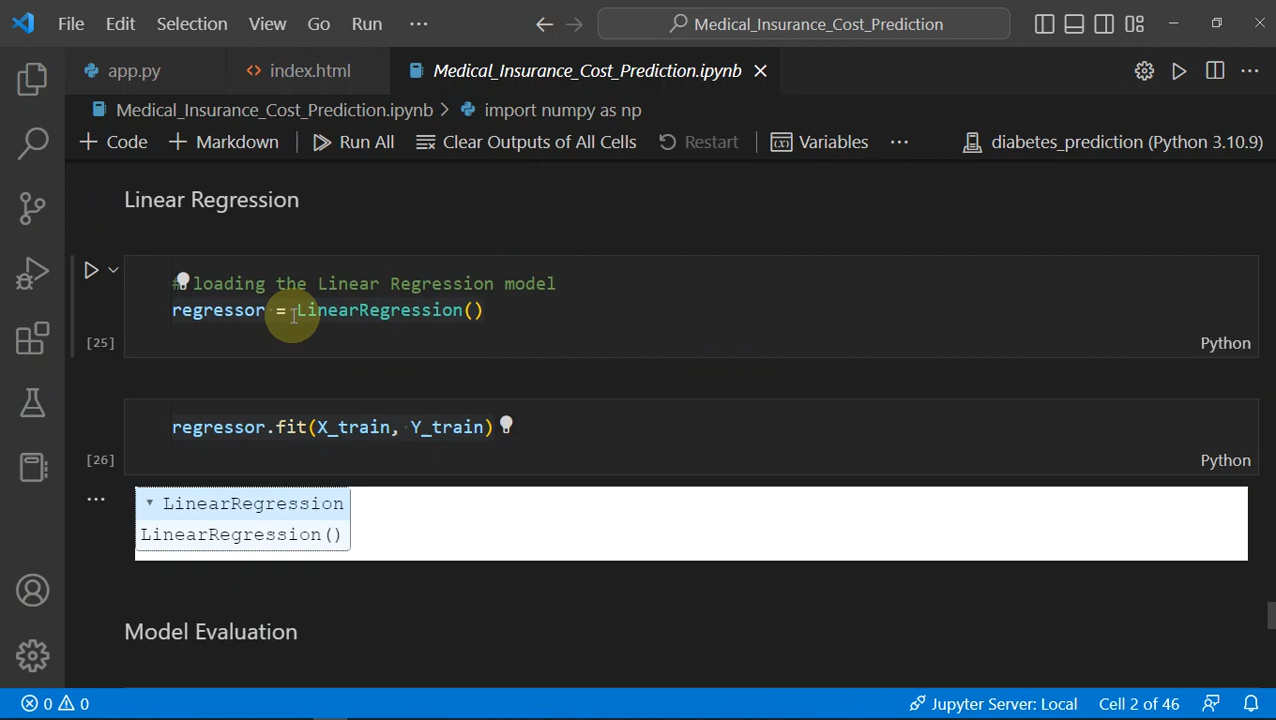 File Edit Selection View Go Run ··· Medical_Insurance_Cost_Prediction
app.py <> index.html Medical_Insurance_Cost_Prediction.ipynb
Medical_Insurance_Cost_Prediction.ipynb > import numpy as np
+ Code + Markdown Run All Clear Outputs of All Cells Restart Variables ··· diabetes_prediction (Python 3.10.9)
Linear Regression
# loading the Linear Regression model
regressor = LinearRegression()
[25] Python
regressor.fit(X_train, Y_train)
[26] Python
··· LinearRegression
LinearRegression()
Model Evaluation
0 0 Jupyter Server: Local Cell 2 of 46